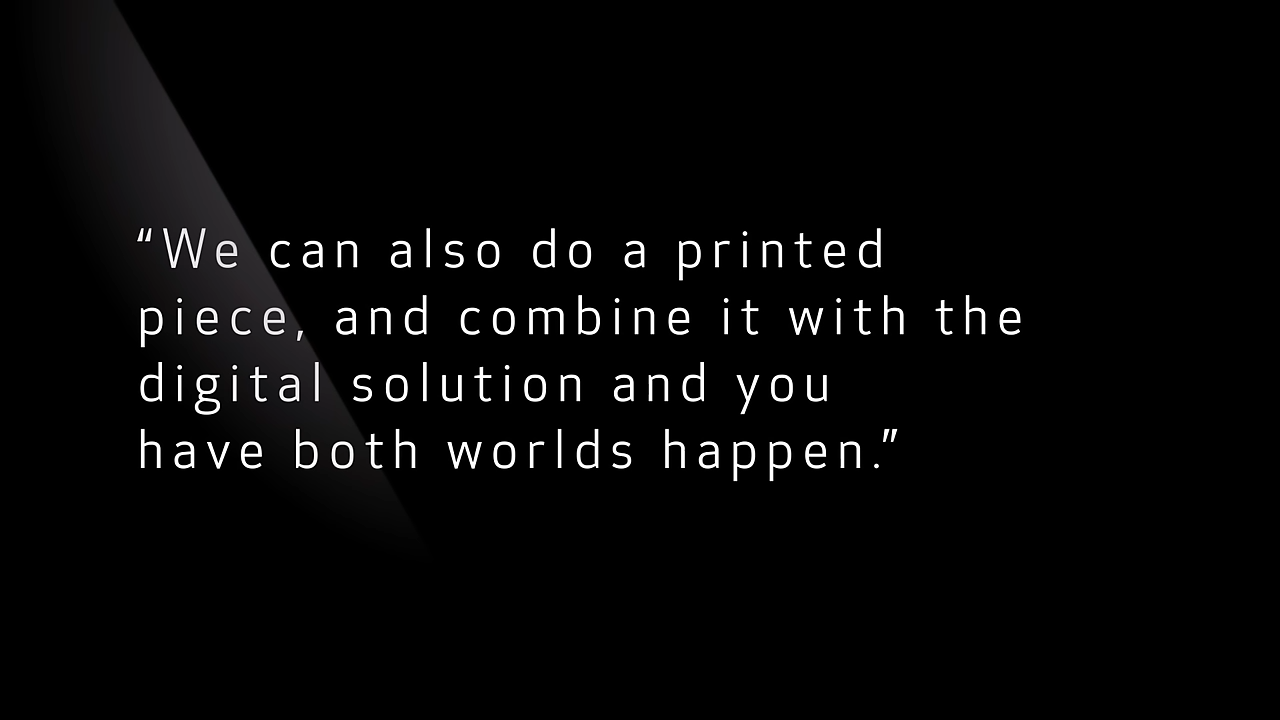 “We can also do a printed
piece, and combine it with the
digital solution and you
have both worlds happen.”